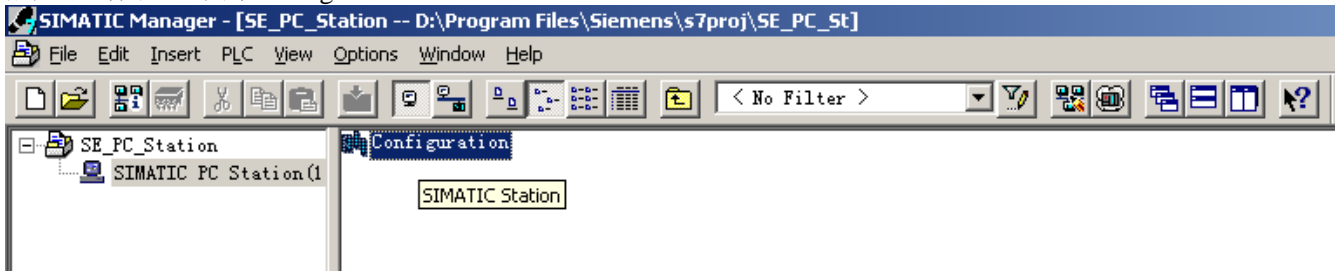 SIMATIC Manager - [SE_PC_Station -- D:\Program Files\Siemens\s7proj\SE_PC_St]
File Edit Insert PLC View Options Window Help
< No Filter >
SE_PC_Station
SIMATIC PC Station(1
Configuration
SIMATIC Station